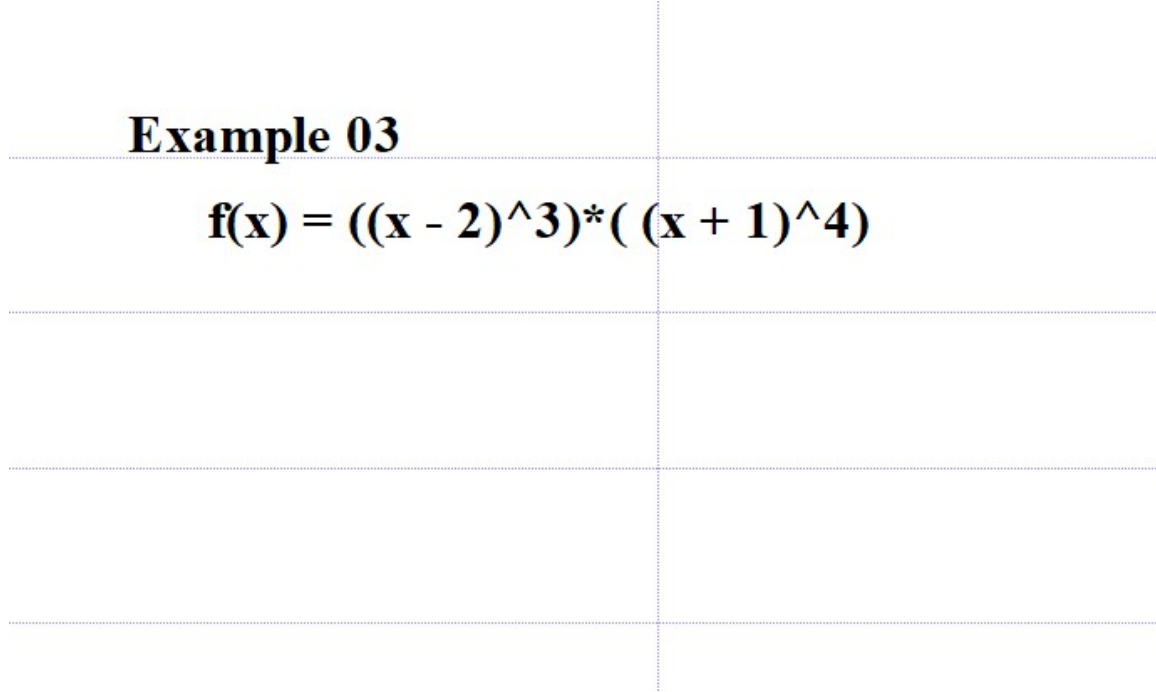 Example 03
f(x) = ((x - 2)^3)*( (x + 1)^4)